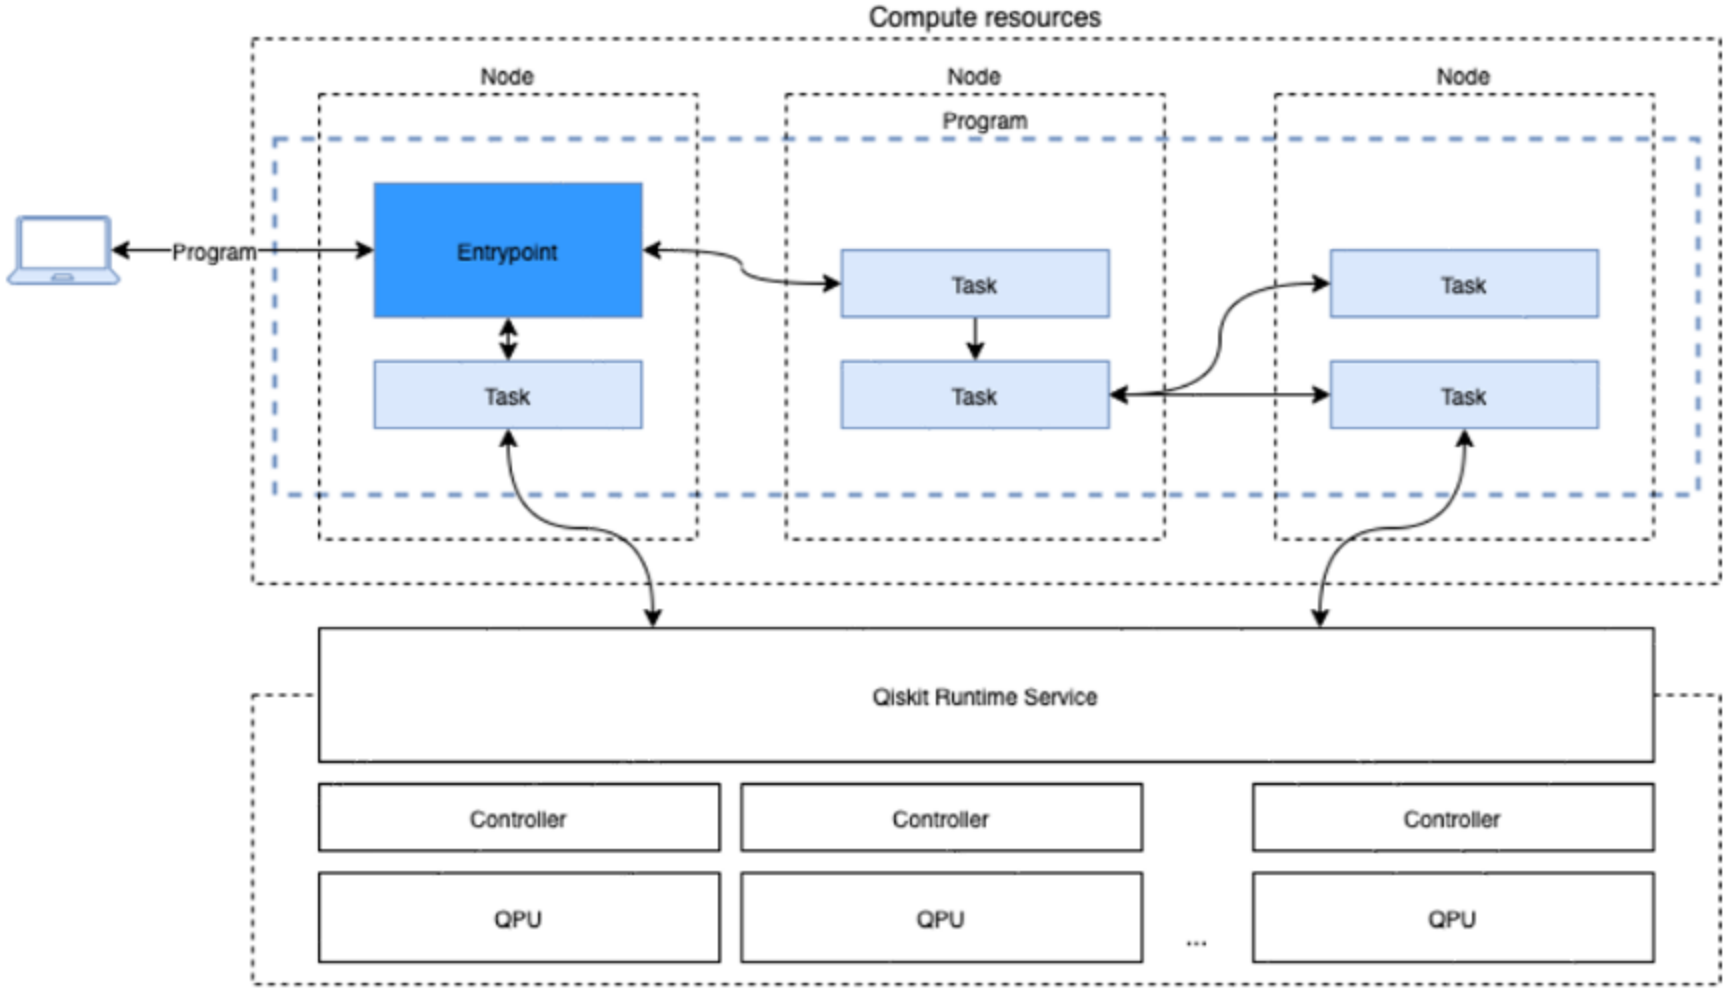 Compute resources
Node
Node
Node
Program
Program
Entrypoint
Task
Task
Task
Task
Task
Qiskit Runtime Service
Controller
Controller
Controller
QPU
QPU
...
QPU